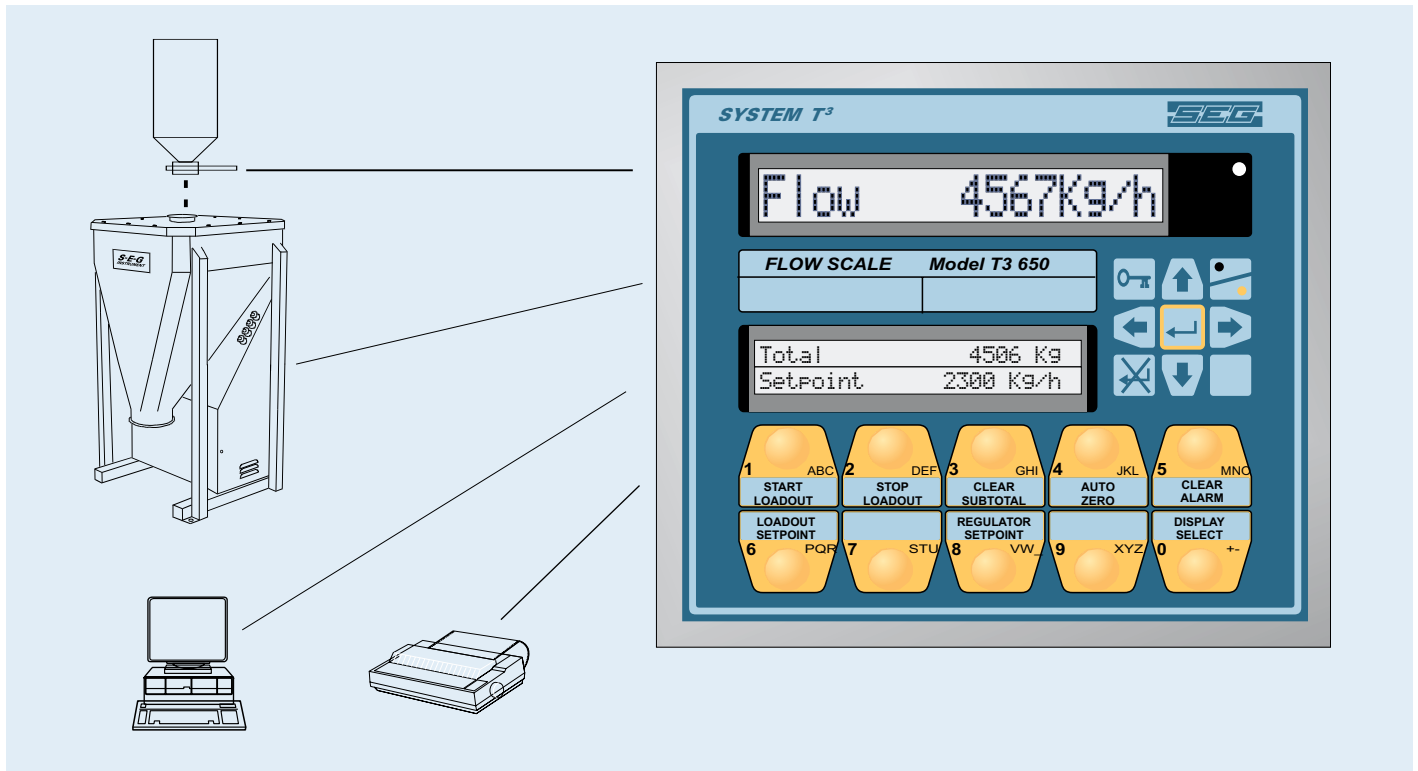 SYSTEM T³
SEG
Flow 4567Kg/h
S-E-G
INSTRUMENT
FLOW SCALE Model T3 650
Total 4506 Kg
Setpoint 2300 Kg/h
1 ABC 2 DEF 3 GHI 4 JKL 5 MNO
START LOADOUT
STOP LOADOUT
CLEAR SUBTOTAL
AUTO ZERO
CLEAR ALARM
LOADOUT SETPOINT
REGULATOR SETPOINT
DISPLAY SELECT
6 PQR 7 STU 8 VW_ 9 XYZ 0 +-